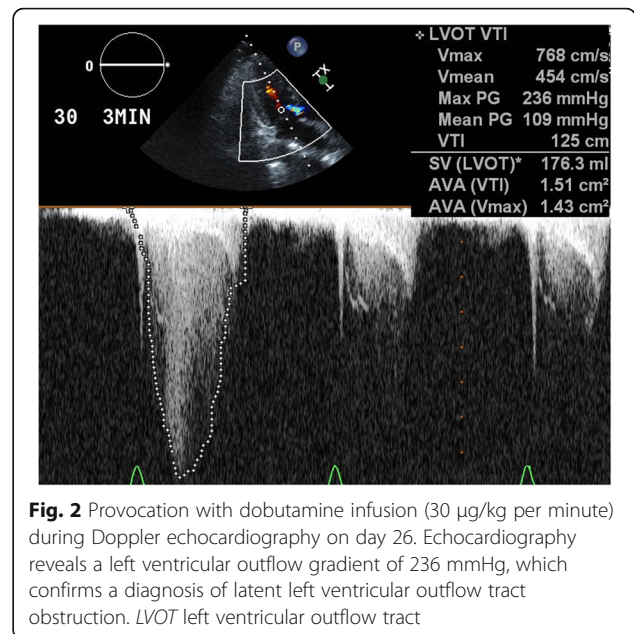 LVOT VTI
Vmax 768 cm/s
Vmean 454 cm/s
Max PG 236 mmHg
Mean PG 109 mmHg
VTI 125 cm
SV (LVOT)* 176.3 ml
AVA (VTI) 1.51 cm²
AVA (Vmax) 1.43 cm²
P
0
*
30 3MIN
Fig. 2 Provocation with dobutamine infusion (30 μg/kg per minute)
during Doppler echocardiography on day 26. Echocardiography
reveals a left ventricular outflow gradient of 236 mmHg, which
confirms a diagnosis of latent left ventricular outflow tract
obstruction. LVOT left ventricular outflow tract